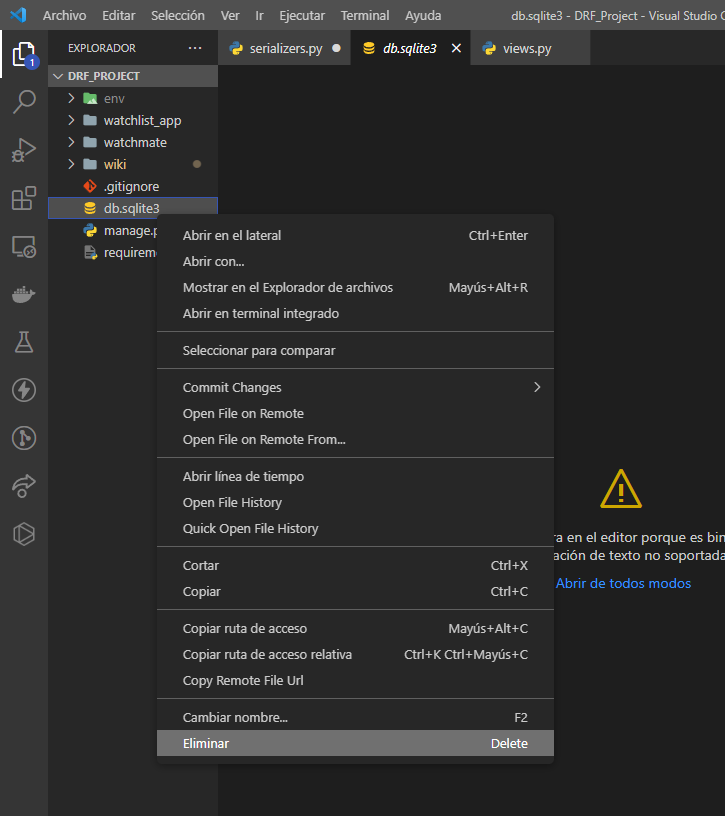 Archivo Editar Selección Ver Ir Ejecutar Terminal Ayuda db.sqlite3 - DRF_Project - Visual Studio
EXPLORADOR ... serializers.py db.sqlite3 views.py
DRF_PROJECT
env
watchlist_app
watchmate
wiki
.gitignore
db.sqlite3
manage.p
requirem
1
Abrir en el lateral Ctrl+Enter
Abrir con...
Mostrar en el Explorador de archivos Mayús+Alt+R
Abrir en terminal integrado
Seleccionar para comparar
Commit Changes
Open File on Remote
Open File on Remote From...
Abrir línea de tiempo
Open File History
Quick Open File History
Cortar Ctrl+X
Copiar Ctrl+C
Copiar ruta de acceso Mayús+Alt+C
Copiar ruta de acceso relativa Ctrl+K Ctrl+Mayús+C
Copy Remote File Url
Cambiar nombre... F2
Eliminar Delete
ra en el editor porque es bin
ación de texto no soportada
Abrir de todos modos